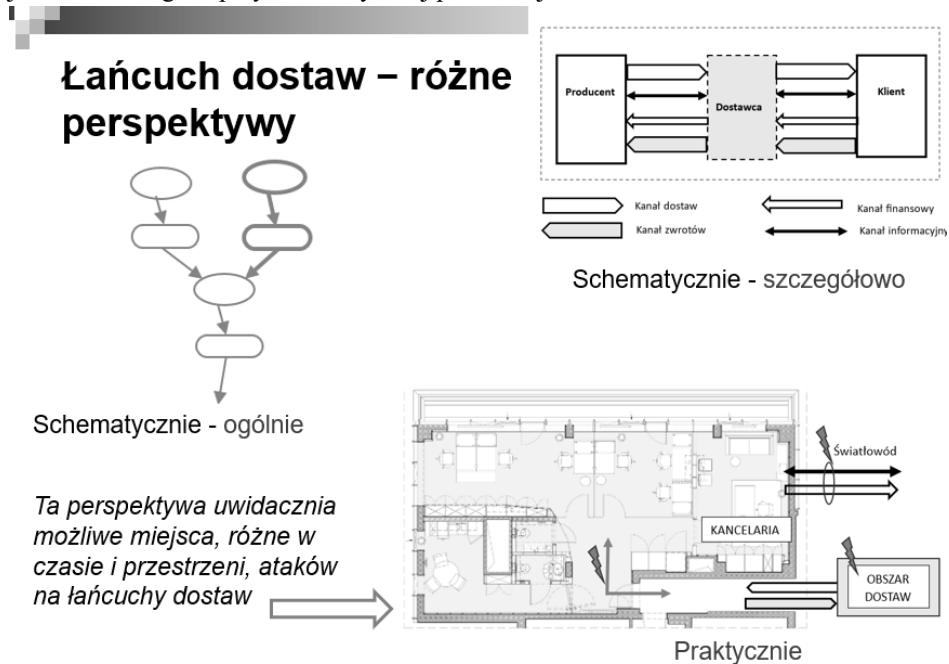 Łańcuch dostaw – różne
perspektywy
Producent
Dostawca
Klient
Kanał dostaw
Kanał finansowy
Kanał zwrotów
Kanał informacyjny
Schematycznie - szczegółowo
Schematycznie - ogólnie
Ta perspektywa uwidacznia
możliwe miejsca, różne w
czasie i przestrzeni, ataków
na łańcuchy dostaw
Światłowód
KANCELARIA
OBSZAR
DOSTAW
Praktycznie